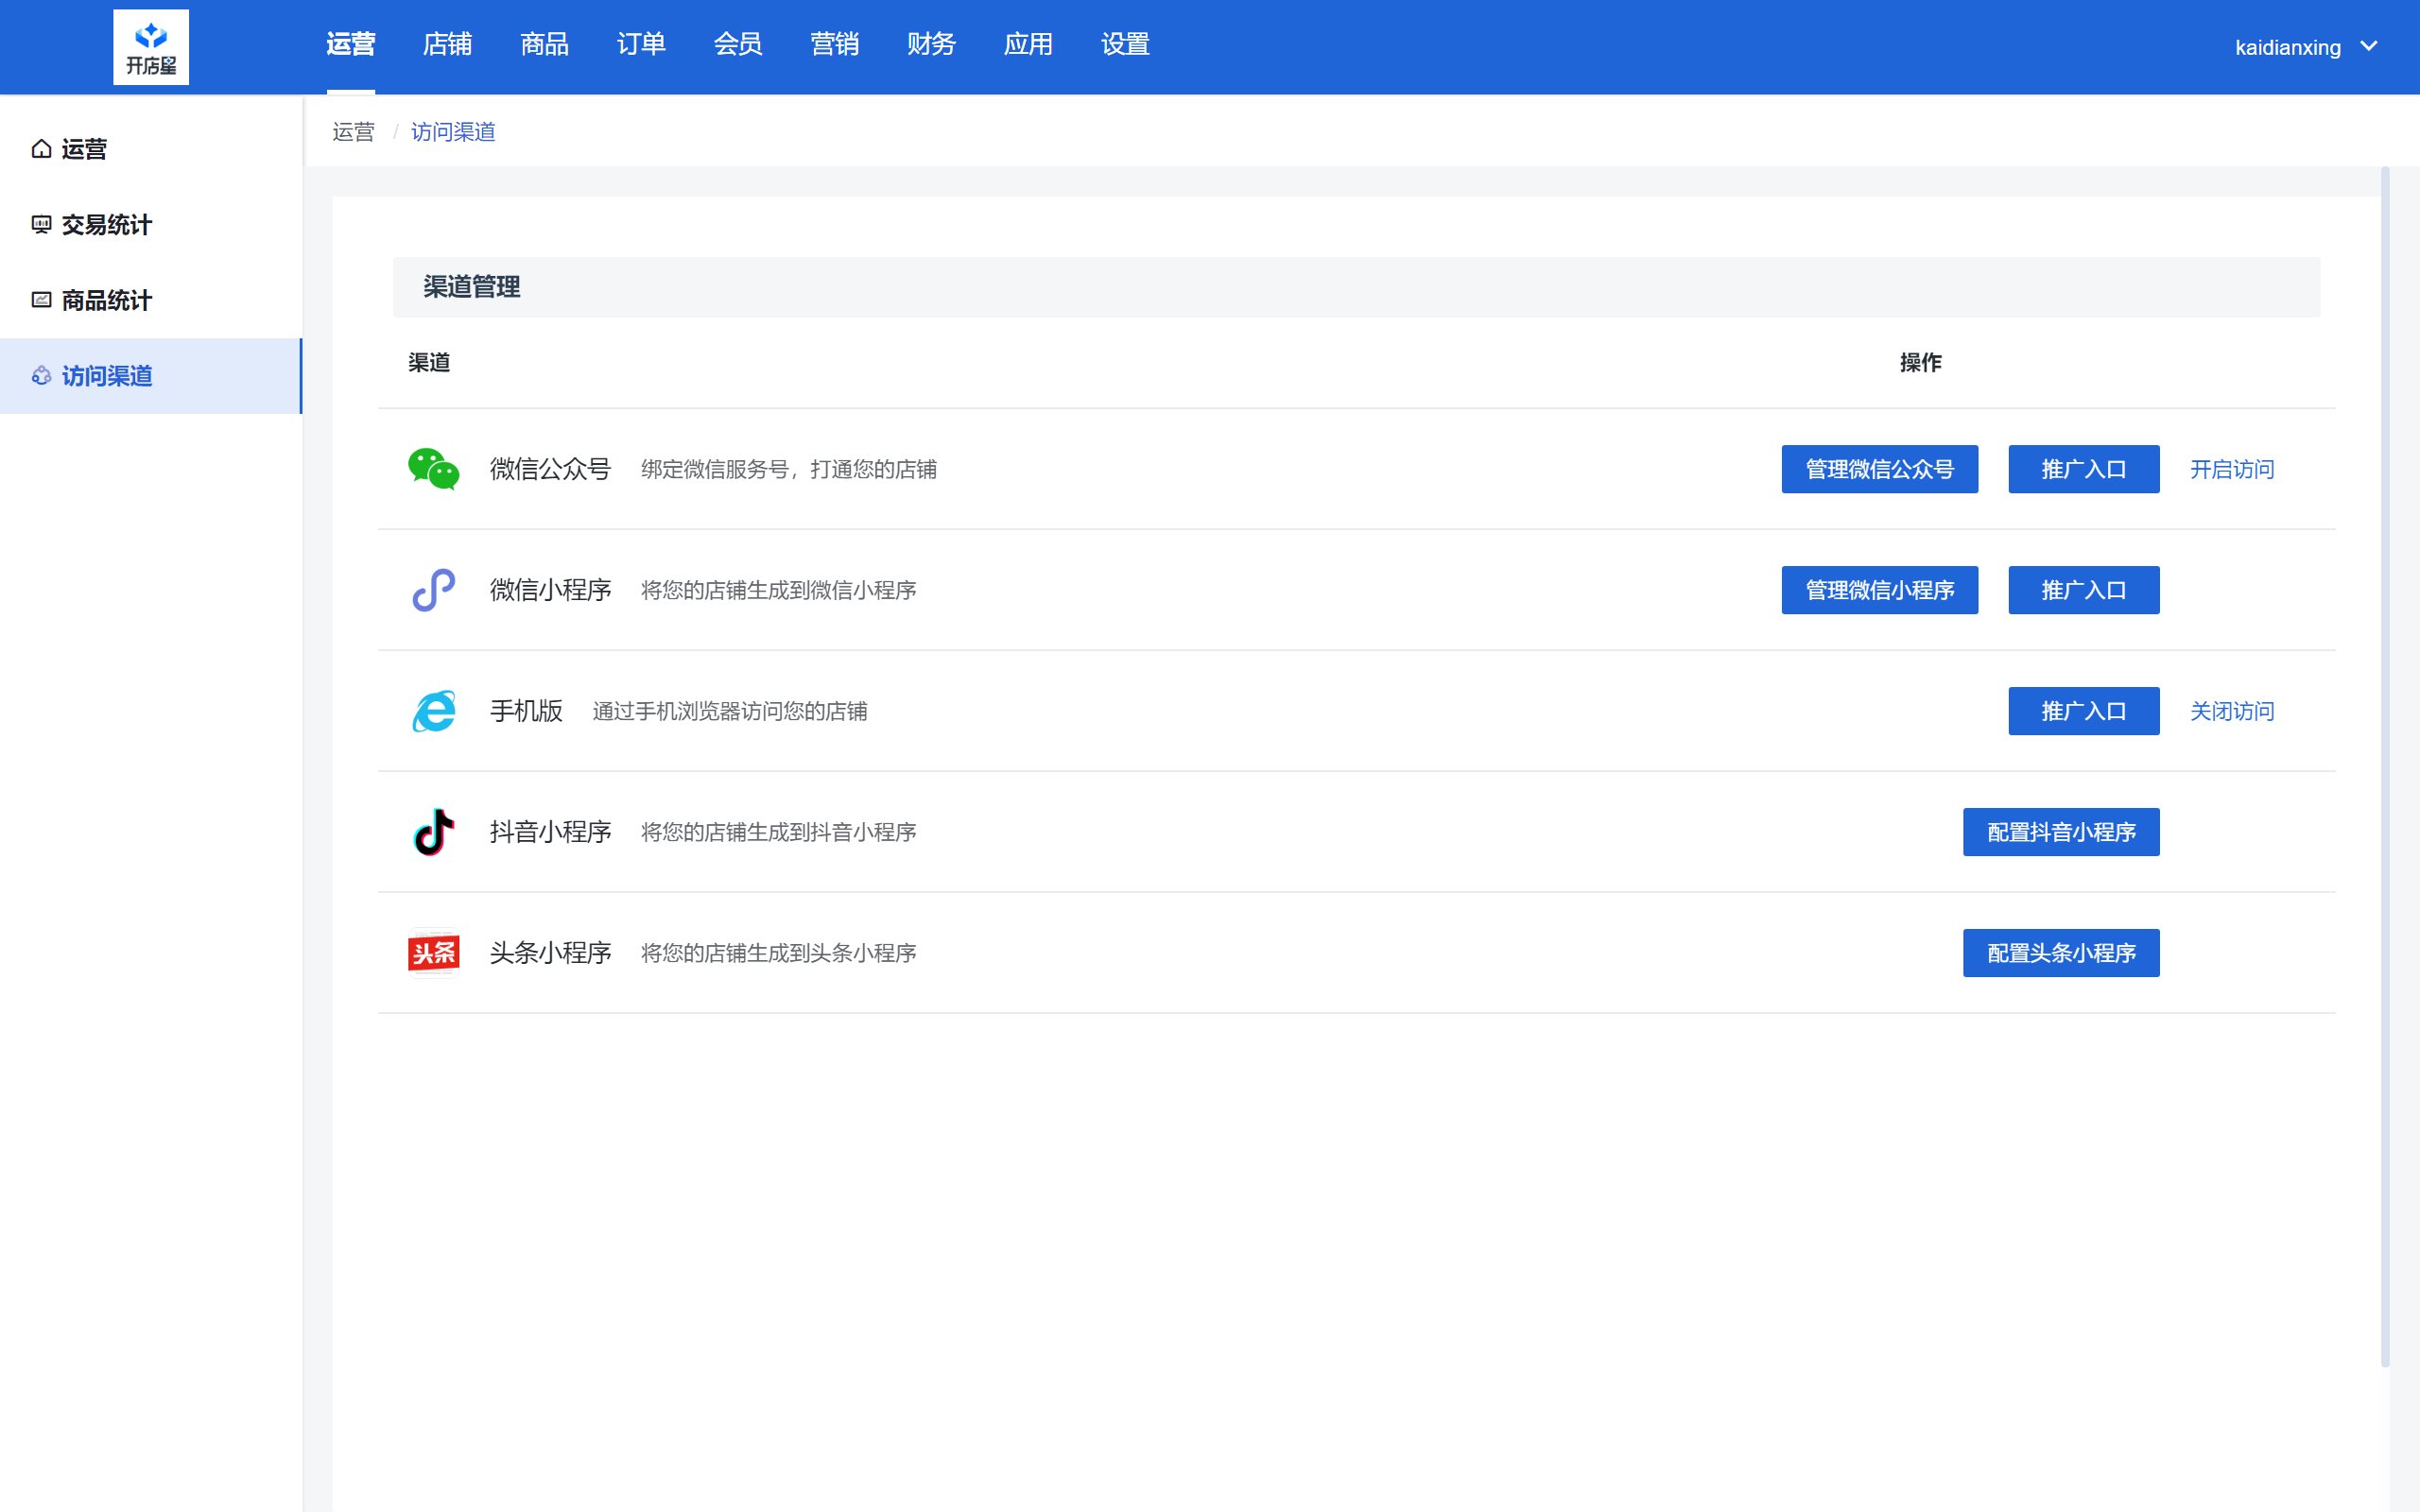 开店星
运营 店铺 商品 订单 会员 营销 财务 应用 设置 kaidianxing
运营 / 访问渠道
运营
交易统计
商品统计
访问渠道
渠道管理
渠道 操作
微信公众号 绑定微信服务号，打通您的店铺 管理微信公众号 推广入口 开启访问
微信小程序 将您的店铺生成到微信小程序 管理微信小程序 推广入口
手机版 通过手机浏览器访问您的店铺 推广入口 关闭访问
抖音小程序 将您的店铺生成到抖音小程序 配置抖音小程序
头条 头条小程序 将您的店铺生成到头条小程序 配置头条小程序